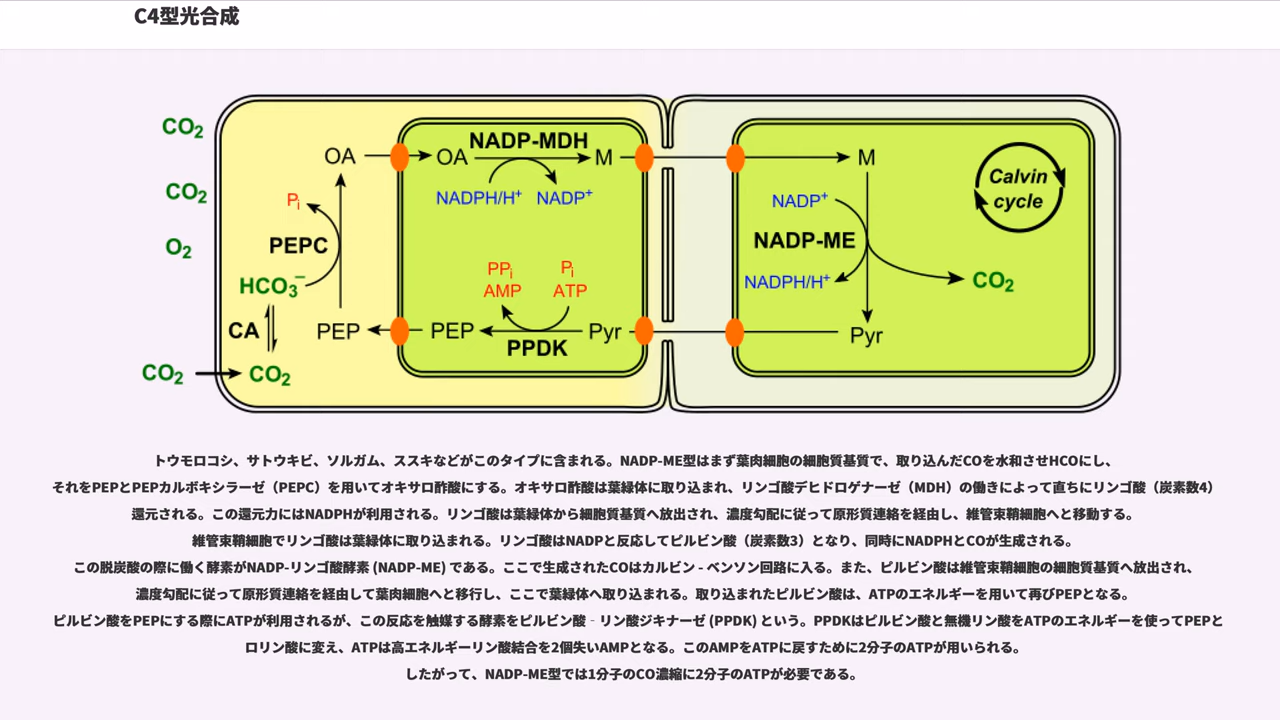 C4型光合成
CO2
CO2
O2
CO2
OA
Pi
PEPC
HCO3−
CA
PEP
CO2
OA
NADP-MDH
M
NADPH/H+
NADP+
PPi
AMP
Pi
ATP
PEP
Pyr
PPDK
M
NADP+
NADP-ME
NADPH/H+
CO2
Pyr
Calvin
cycle
トウモロコシ、サトウキビ、ソルガム、ススキなどがこのタイプに含まれる。NADP-ME型はまず葉肉細胞の細胞質基質で、取り込んだCOを水和させHCOにし、
それをPEPとPEPカルボキシラーゼ（PEPC）を用いてオキサロ酢酸にする。オキサロ酢酸は葉緑体に取り込まれ、リンゴ酸デヒドロゲナーゼ（MDH）の働きによって直ちにリンゴ酸（炭素数4）
還元される。この還元力にはNADPHが利用される。リンゴ酸は葉緑体から細胞質基質へ放出され、濃度勾配に従って原形質連絡を経由し、維管束鞘細胞へと移動する。
維管束鞘細胞でリンゴ酸は葉緑体に取り込まれる。リンゴ酸はNADPと反応してピルビン酸（炭素数3）となり、同時にNADPHとCOが生成される。
この脱炭酸の際に働く酵素がNADP-リンゴ酸酵素 (NADP-ME) である。ここで生成されたCOはカルビン - ベンソン回路に入る。また、ピルビン酸は維管束鞘細胞の細胞質基質へ放出され、
濃度勾配に従って原形質連絡を経由して葉肉細胞へと移行し、ここで葉緑体へ取り込まれる。取り込まれたピルビン酸は、ATPのエネルギーを用いて再びPEPとなる。
ピルビン酸をPEPにする際にATPが利用されるが、この反応を触媒する酵素をピルビン酸‐リン酸ジキナーゼ (PPDK) という。PPDKはピルビン酸と無機リン酸をATPのエネルギーを使ってPEPと
ロリン酸に変え、ATPは高エネルギーリン酸結合を2個失いAMPとなる。このAMPをATPに戻すために2分子のATPが用いられる。
したがって、NADP-ME型では1分子のCO濃縮に2分子のATPが必要である。